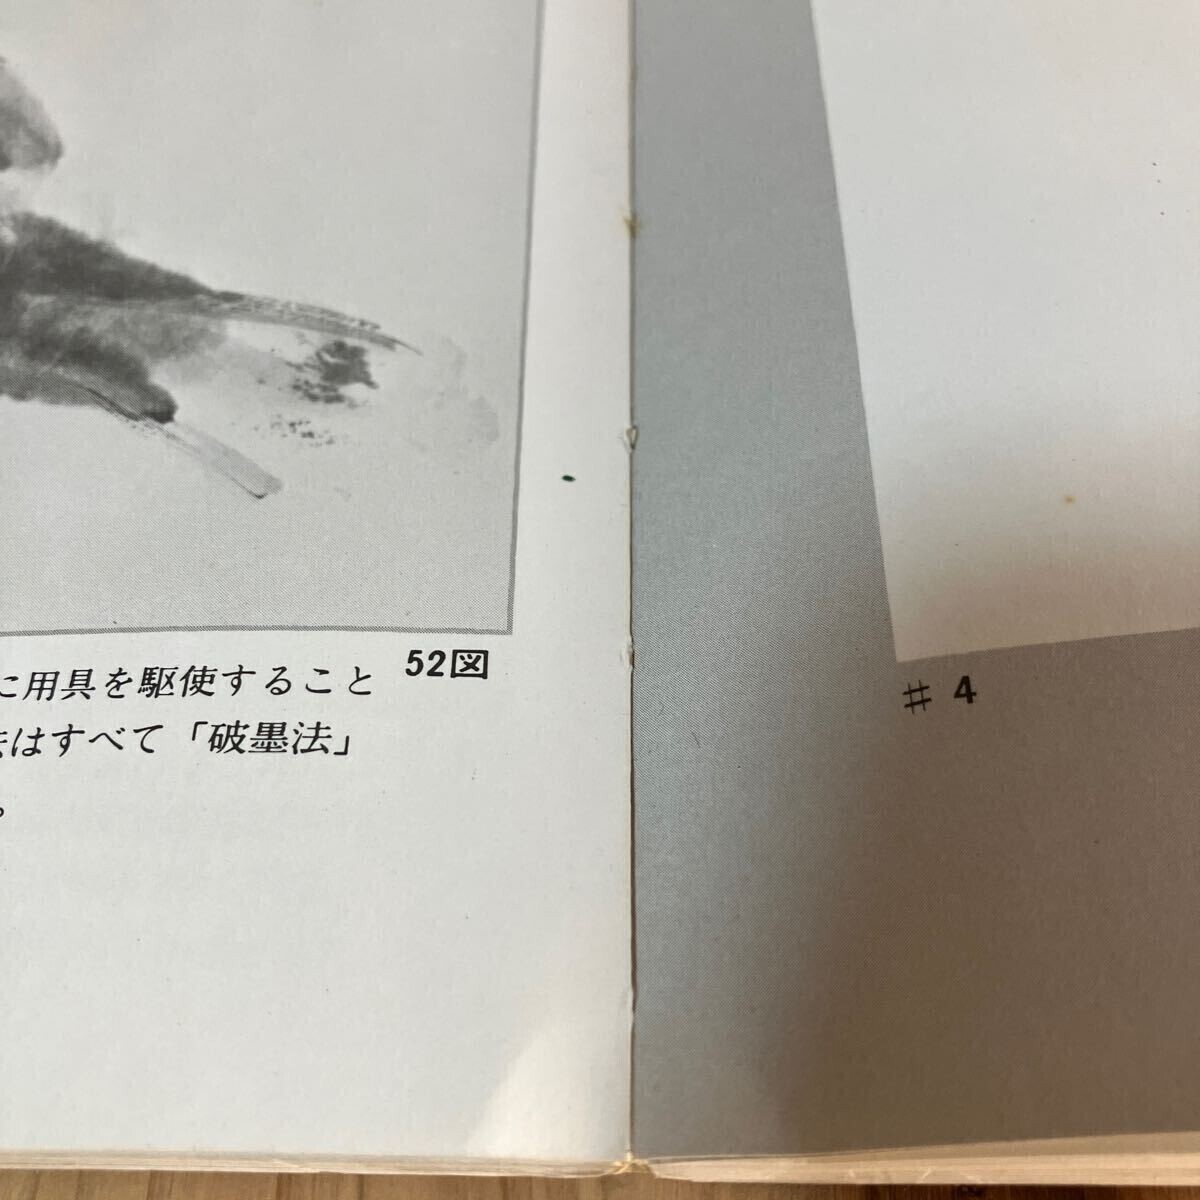 52図
に用具を駆使すること
法はすべて「破墨法」
。
# 4